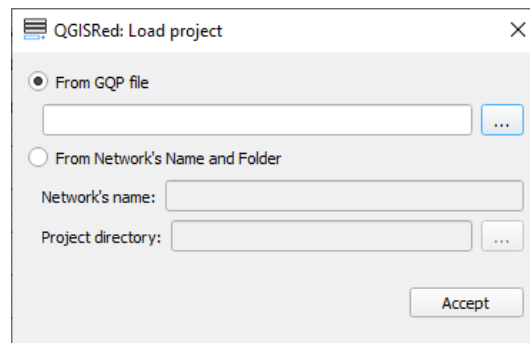 QGISRed: Load project
From GQP file
...
From Network's Name and Folder
Network's name:
Project directory:
...
Accept